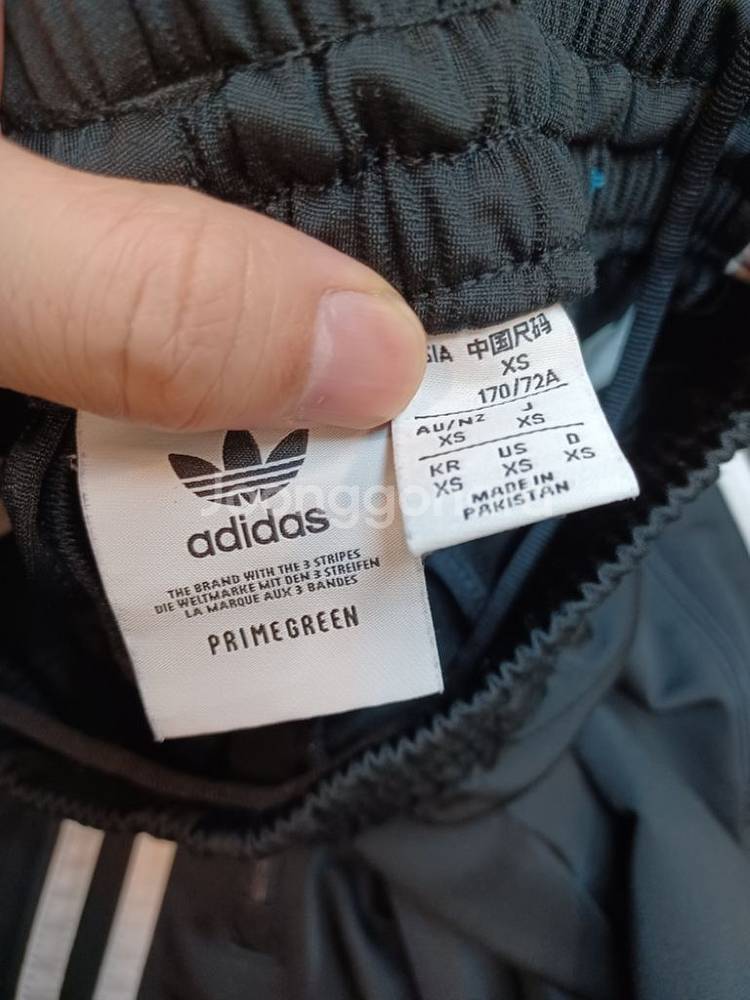 adidas
THE BRAND WITH THE 3 STRIPES
DIE WELTMARKE MIT DEN 3 STREIFEN
LA MARQUE AUX 3 BANDES
PRIMEGREEN
中国尺码
XS
170/72A
AU/NZ J
XS XS
KR US D
XS XS XS
MADE IN
PAKISTAN